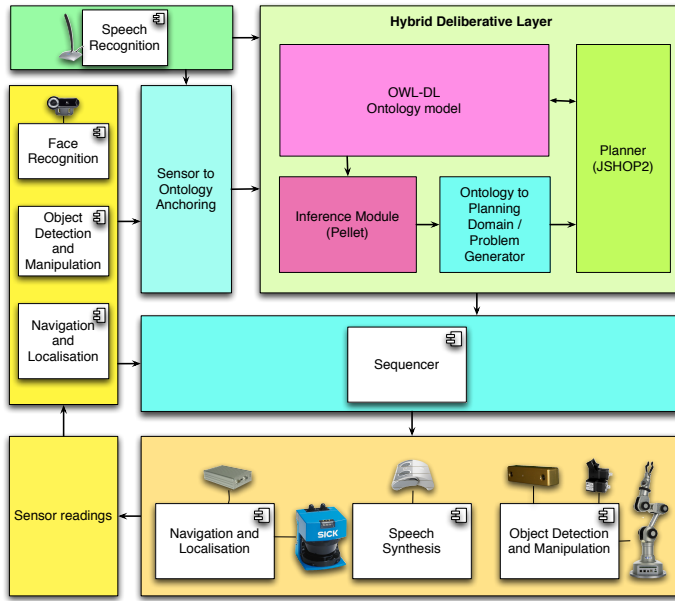 Speech
Recognition
Hybrid Deliberative Layer
OWL-DL
Ontology model
Planner
(JSHOP2)
Face
Recognition
Sensor to
Ontology
Anchoring
Inference Module
(Pellet)
Ontology to
Planning
Domain /
Problem
Generator
Object
Detection
and
Manipulation
Navigation
and
Localisation
Sequencer
Sensor readings
Navigation and
Localisation
SICK
Speech
Synthesis
Object Detection
and Manipulation